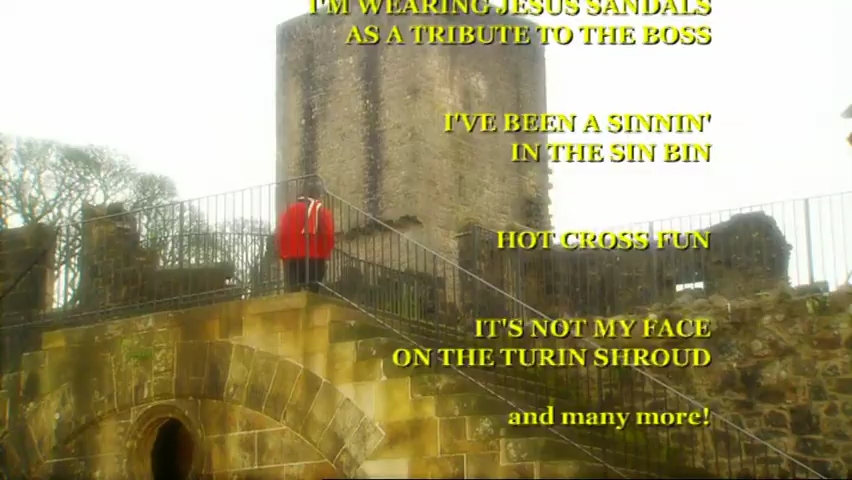 I'M WEARING JESUS SANDALS
AS A TRIBUTE TO THE BOSS
I'VE BEEN A SINNIN'
IN THE SIN BIN
HOT CROSS FUN
IT'S NOT MY FACE
ON THE TURIN SHROUD
and many more!